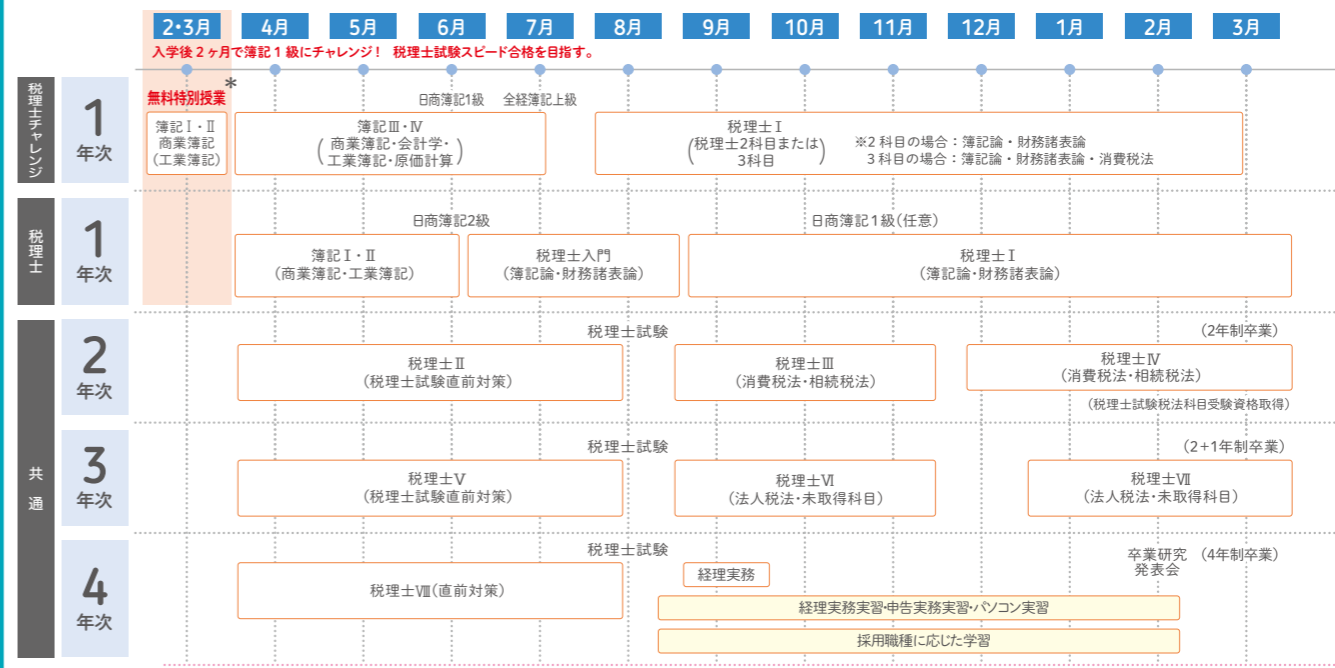 2・3月 4月 5月 6月 7月 8月 9月 10月 11月 12月 1月 2月 3月
入学後2ヶ月で簿記1級にチャレンジ! 税理士試験スピード合格を目指す。
税理士チャレンジ
1
年次
無料特別授業
*
簿記Ⅰ・Ⅱ
商業簿記
(工業簿記)
日商簿記1級 全経簿記上級
簿記Ⅲ・Ⅳ
(商業簿記・会計学・
工業簿記・原価計算)
税理士Ⅰ
(税理士2科目または
3科目)
※2科目の場合:簿記論・財務諸表論
3科目の場合:簿記論・財務諸表論・消費税法
税理士
1
年次
日商簿記2級
簿記Ⅰ・Ⅱ
(商業簿記・工業簿記)
税理士入門
(簿記論・財務諸表論)
日商簿記1級(任意)
税理士Ⅰ
(簿記論・財務諸表論)
共通
2
年次
税理士試験
(2年制卒業)
税理士Ⅱ
(税理士試験直前対策)
税理士Ⅲ
(消費税法・相続税法)
税理士Ⅳ
(消費税法・相続税法)
(税理士試験税法科目受験資格取得)
3
年次
税理士試験
(2+1年制卒業)
税理士Ⅴ
(税理士試験直前対策)
税理士Ⅵ
(法人税法・未取得科目)
税理士Ⅶ
(法人税法・未取得科目)
4
年次
税理士試験
卒業研究
発表会
(4年制卒業)
税理士Ⅷ(直前対策)
経理実務
経理実務実習・申告実務実習・パソコン実習
採用職種に応じた学習